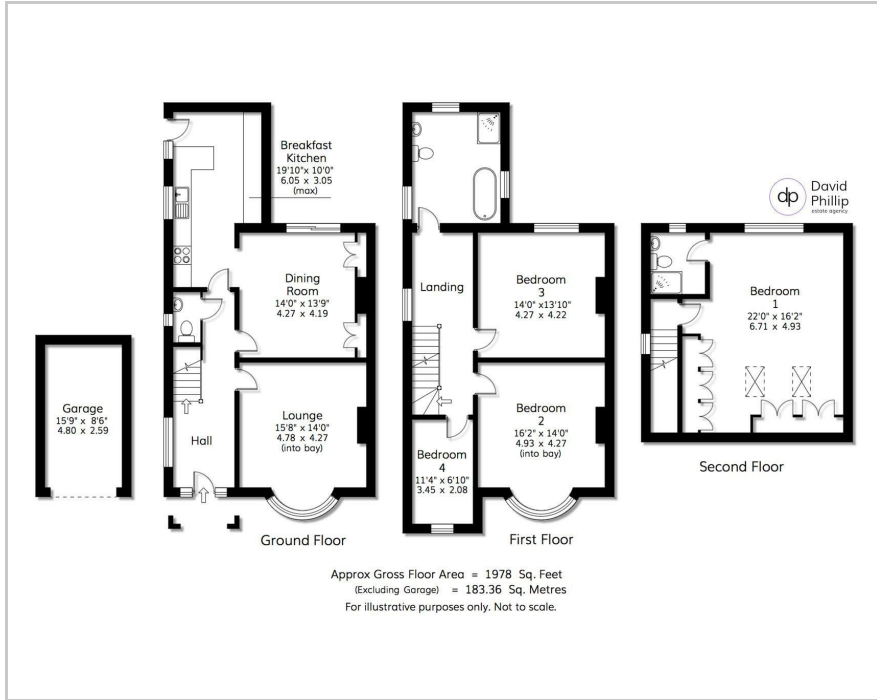 Breakfast
Kitchen
19'10"x 10'0"
6.05 x 3.05
(max)
Dining
Room
14'0" x 13'9"
4.27 x 4.19
Garage
15'9" x 8'6"
4.80 x 2.59
Hall
Lounge
15'8" x 14'0"
4.78 x 4.27
(into bay)
Ground Floor
Landing
Bedroom
3
14'0" x13'10"
4.27 x 4.22
Bedroom
2
16'2" x 14'0"
4.93 x 4.27
(into bay)
Bedroom
4
11'4" x 6'10"
3.45 x 2.08
First Floor
dp
David
Phillip
estate agency
Bedroom
1
22'0" x 16'2"
6.71 x 4.93
Second Floor
Approx Gross Floor Area = 1978 Sq. Feet
(Excluding Garage) = 183.36 Sq. Metres
For illustrative purposes only. Not to scale.